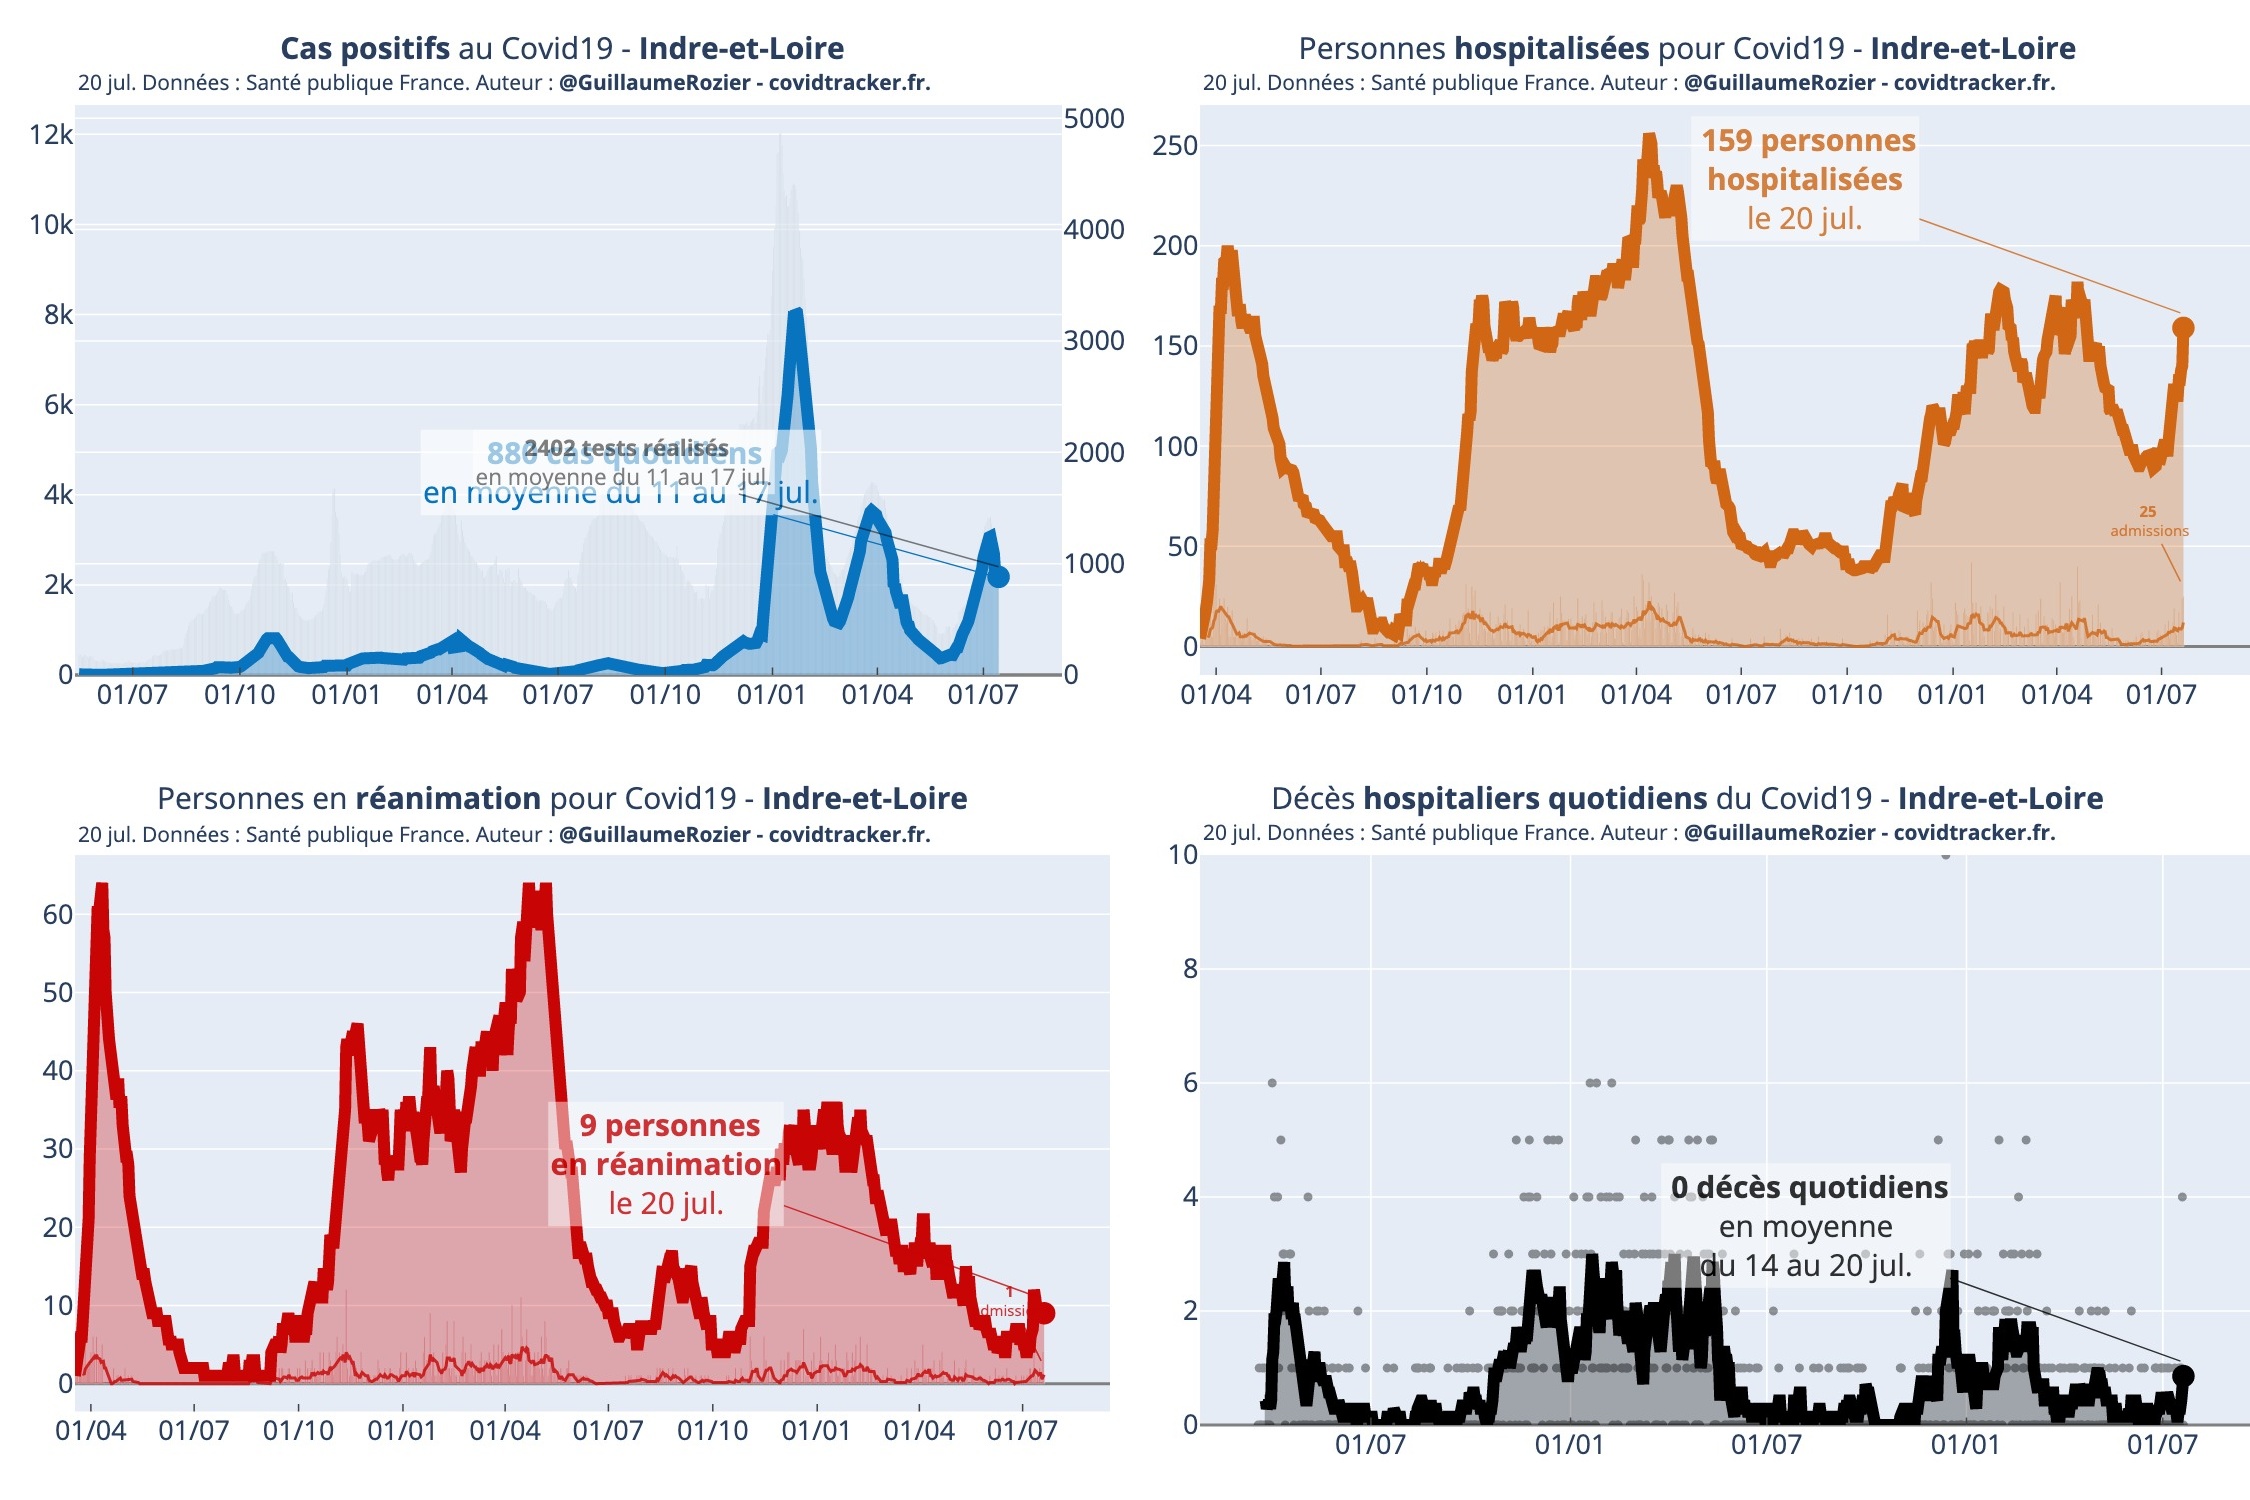 Cas positifs au Covid19 - Indre-et-Loire
20 jul. Données : Santé publique France. Auteur : @GuillaumeRozier - covidtracker.fr.
12k
10k
8k
6k
4k
2k
0
5000
4000
3000
2000
1000
0
880 cas quotidiens
en moyenne du 11 au 17 jul.
2402 tests réalisés
en moyenne du 11 au 17 jul.
01/07 01/10 01/01 01/04 01/07 01/10 01/01 01/04 01/07
Personnes hospitalisées pour Covid19 - Indre-et-Loire
20 jul. Données : Santé publique France. Auteur : @GuillaumeRozier - covidtracker.fr.
250
200
150
100
50
0
159 personnes
hospitalisées
le 20 jul.
25
admissions
01/04 01/07 01/10 01/01 01/04 01/07 01/10 01/01 01/04 01/07
Personnes en réanimation pour Covid19 - Indre-et-Loire
20 jul. Données : Santé publique France. Auteur : @GuillaumeRozier - covidtracker.fr.
60
50
40
30
20
10
0
9 personnes
en réanimation
le 20 jul.
1
01/04 01/07 01/10 01/01 01/04 01/07 01/10 01/01 01/04 01/07
Décès hospitaliers quotidiens du Covid19 - Indre-et-Loire
20 jul. Données : Santé publique France. Auteur : @GuillaumeRozier - covidtracker.fr.
10
8
6
4
2
0
0 décès quotidiens
en moyenne
du 14 au 20 jul.
01/07 01/01 01/07 01/01 01/07